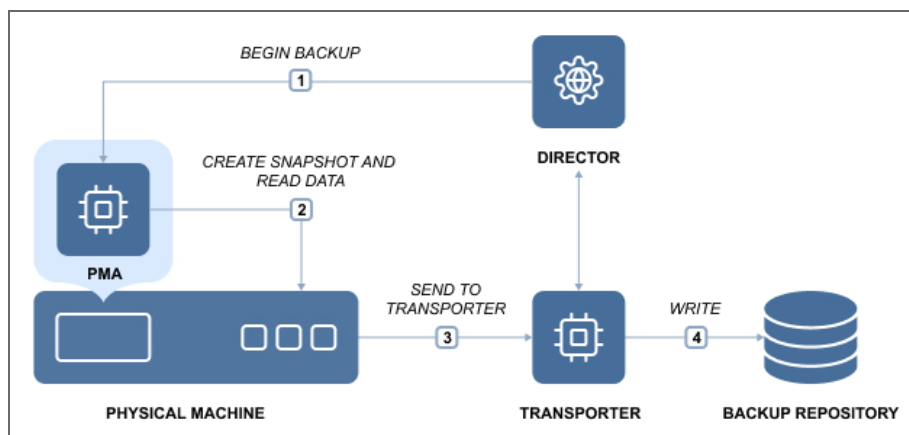 BEGIN BACKUP
1
DIRECTOR
CREATE SNAPSHOT AND
READ DATA
2
PMA
SEND TO
TRANSPORTER
3
WRITE
4
PHYSICAL MACHINE
TRANSPORTER
BACKUP REPOSITORY